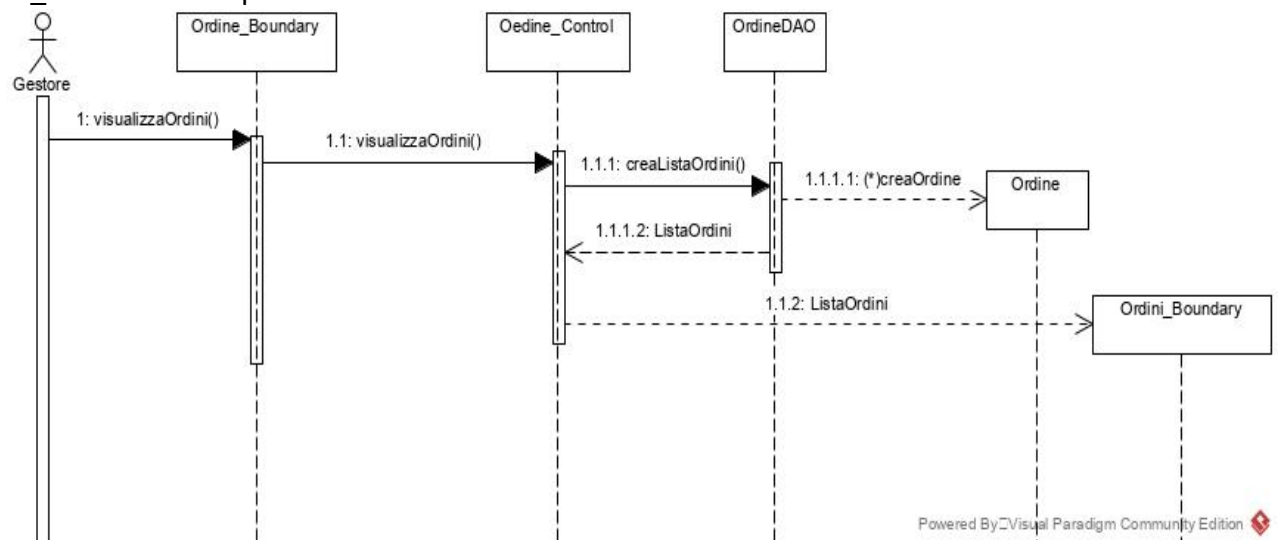 Ordine_Boundary
Oedine_Control
OrdineDAO
Gestore
1: visualizzaOrdini()
1.1: visualizzaOrdini()
1.1.1: creaListaOrdini()
1.1.1.1: (*)creaOrdine
Ordine
1.1.1.2: ListaOrdini
1.1.2: ListaOrdini
Ordini_Boundary
Powered By Visual Paradigm Community Edition